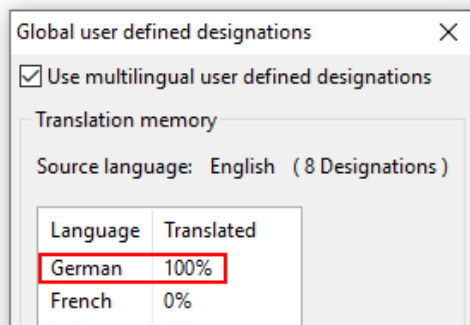 Global user defined designations
Use multilingual user defined designations
Translation memory
Source language: English ( 8 Designations )
Language Translated
German 100%
French 0%